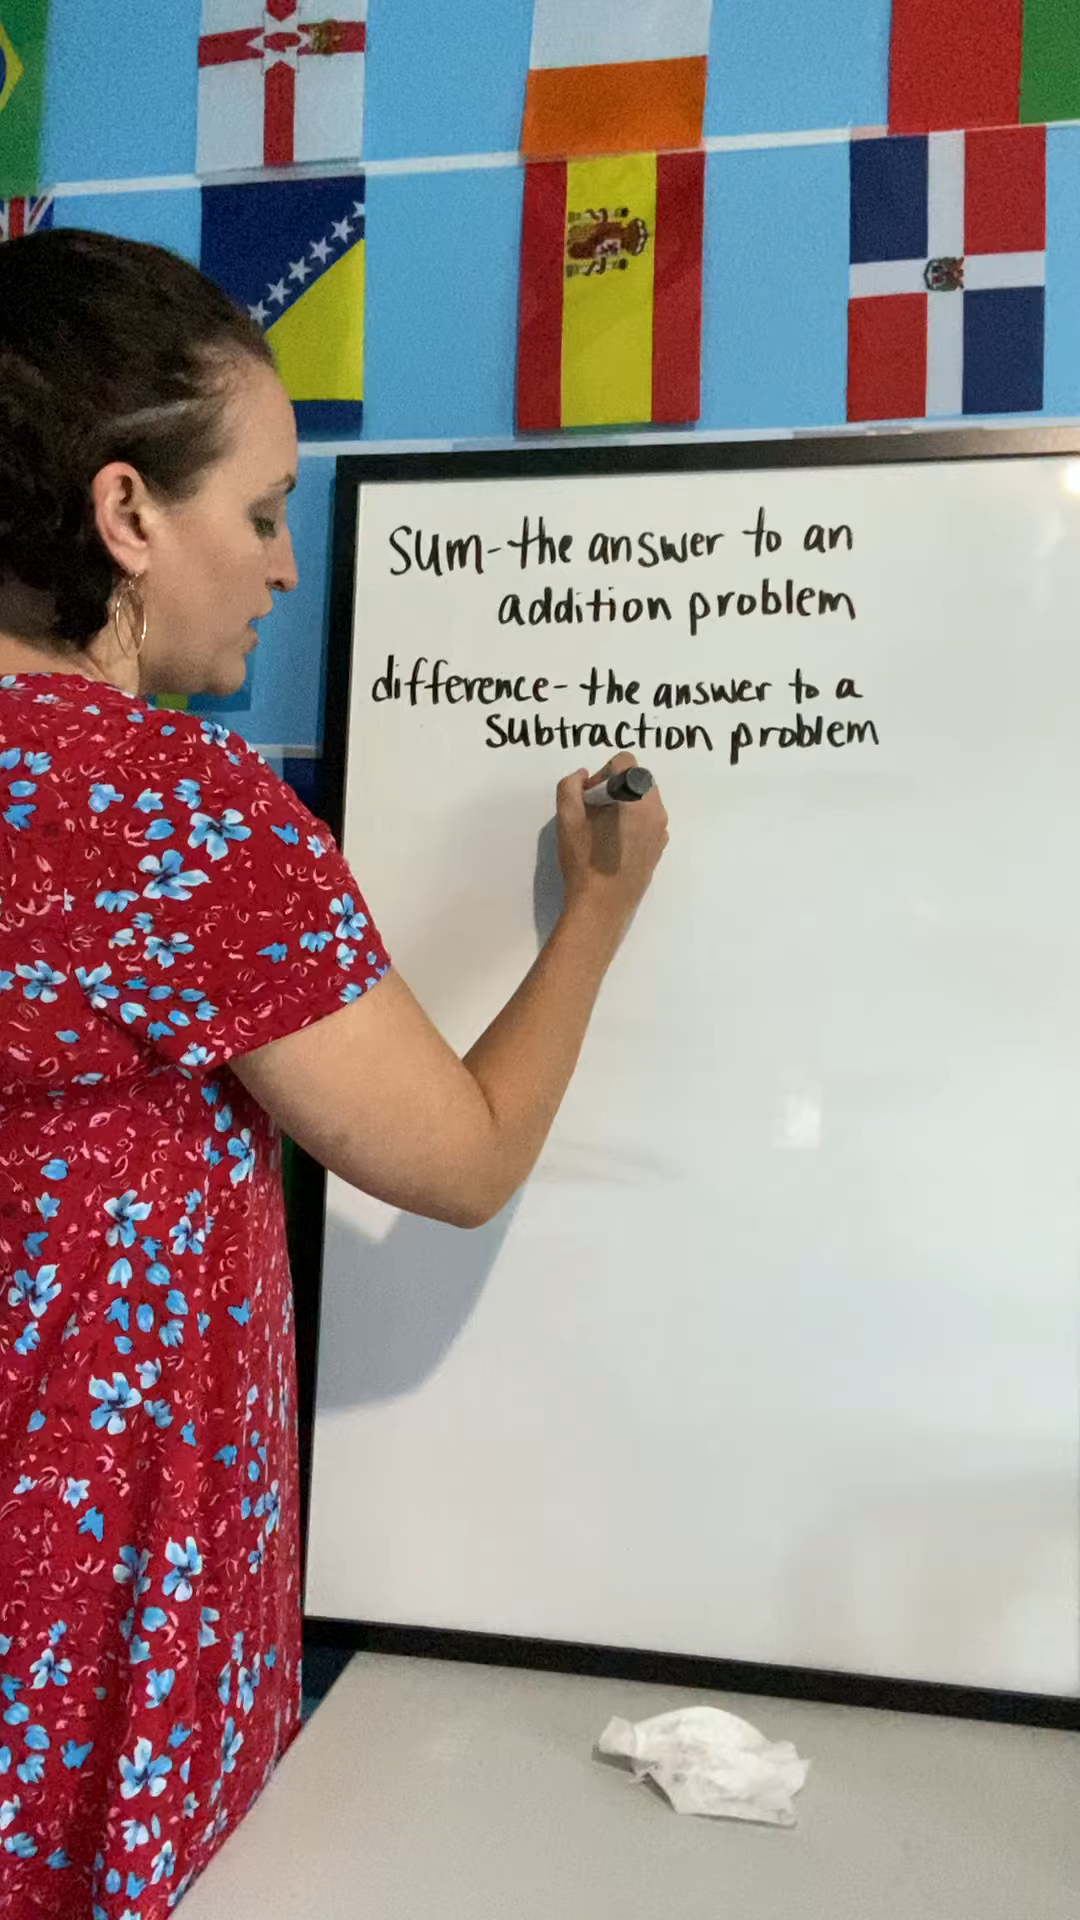 sum-the answer to an
addition problem
difference-the answer to a
subtraction problem